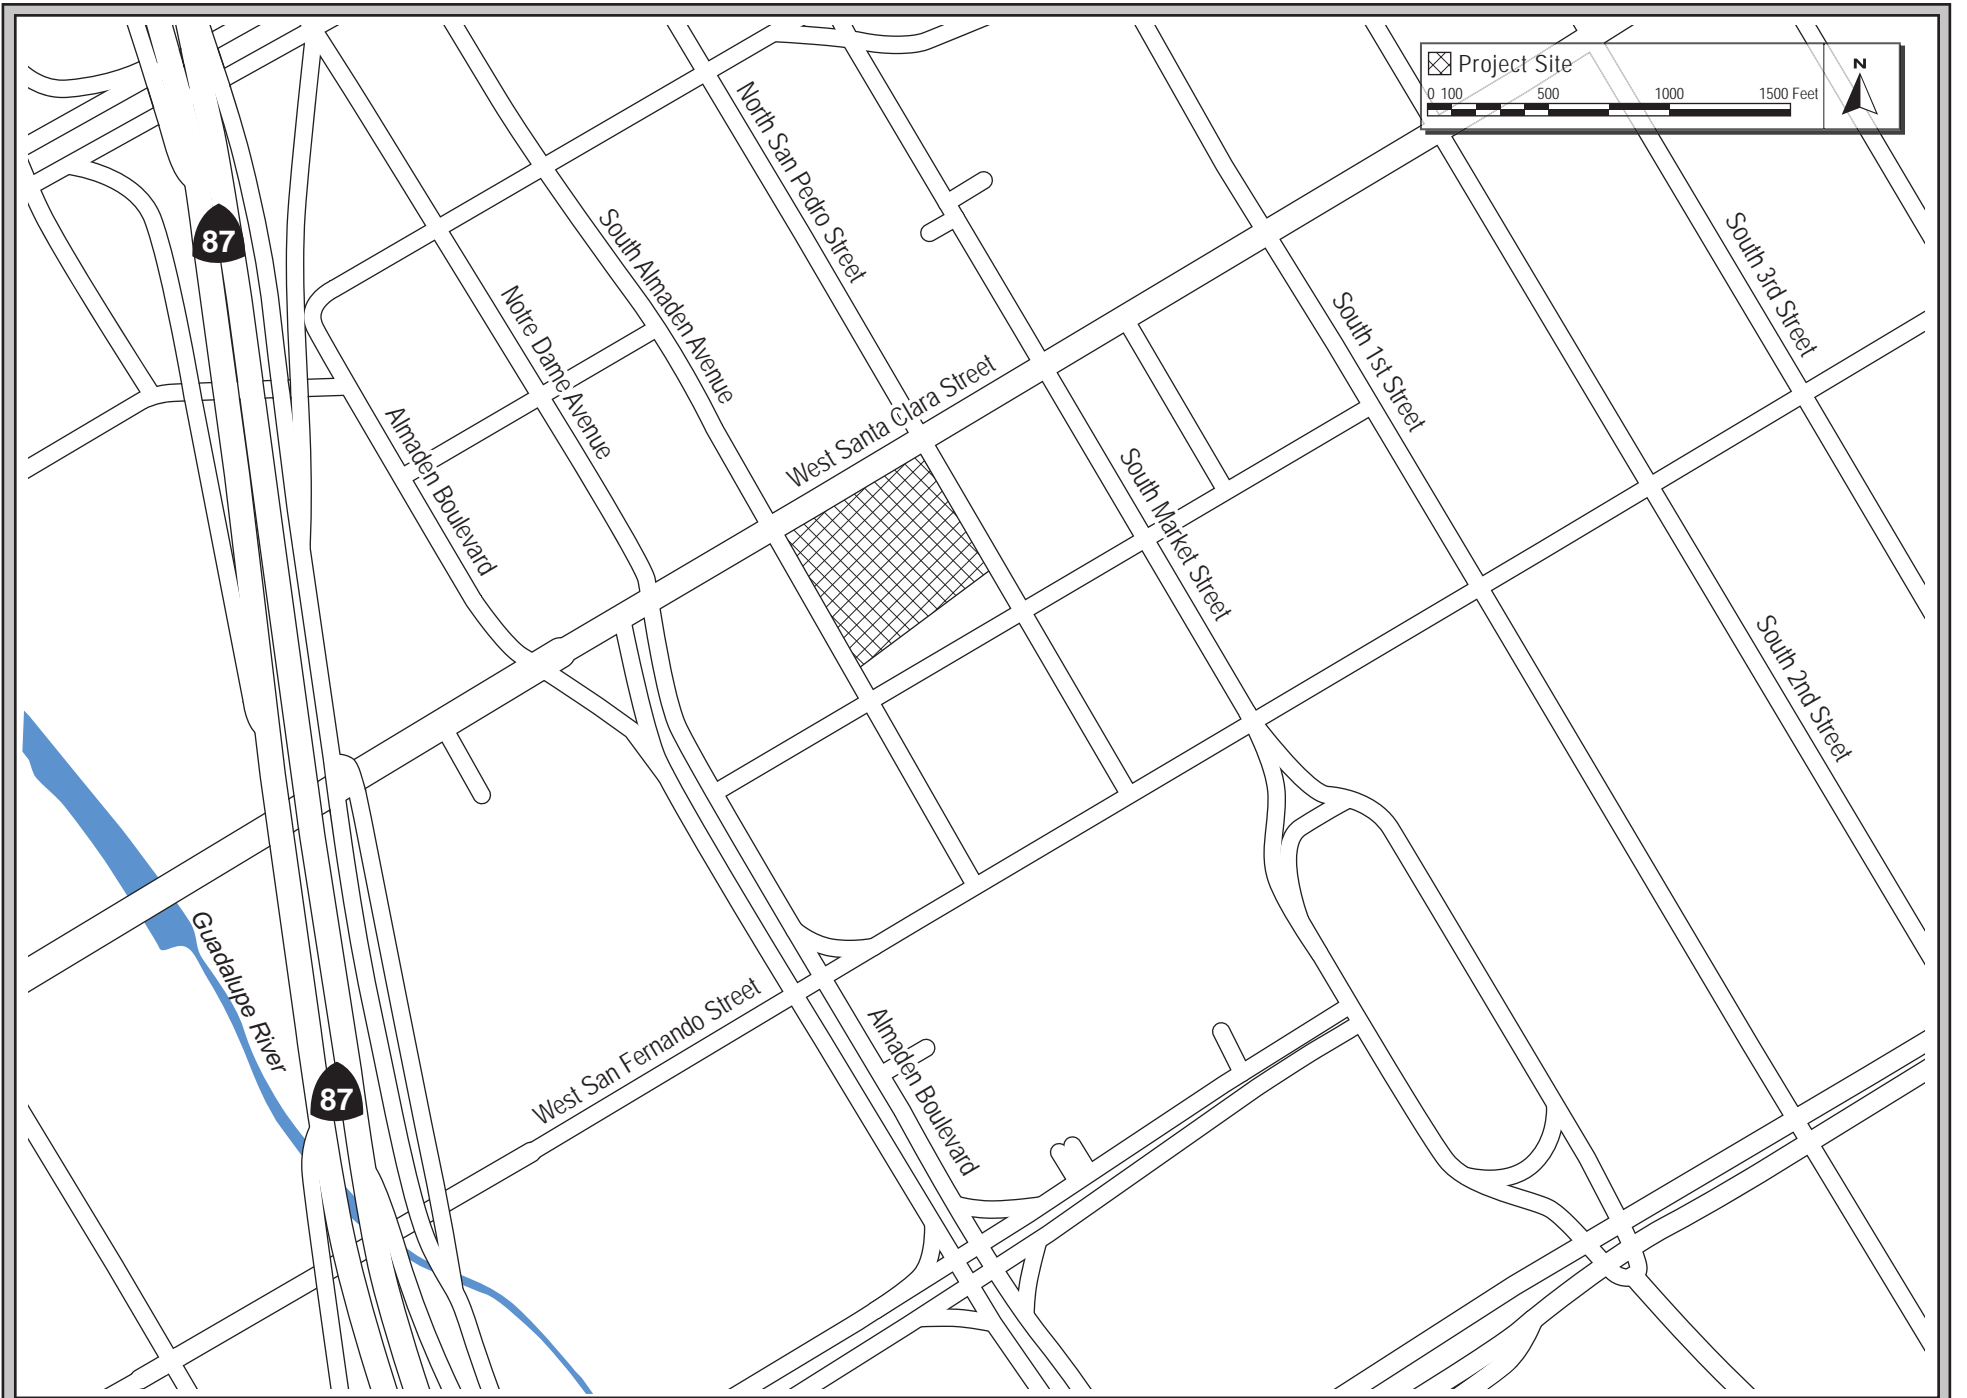 Project Site
0 100 500 1000 1500 Feet
N
87
North San Pedro Street
South Almaden Avenue
South 3rd Street
Notre Dame Avenue
South 1st Street
West Santa Clara Street
Almaden Boulevard
South Market Street
South 2nd Street
Guadalupe River
West San Fernando Street
Almaden Boulevard
87